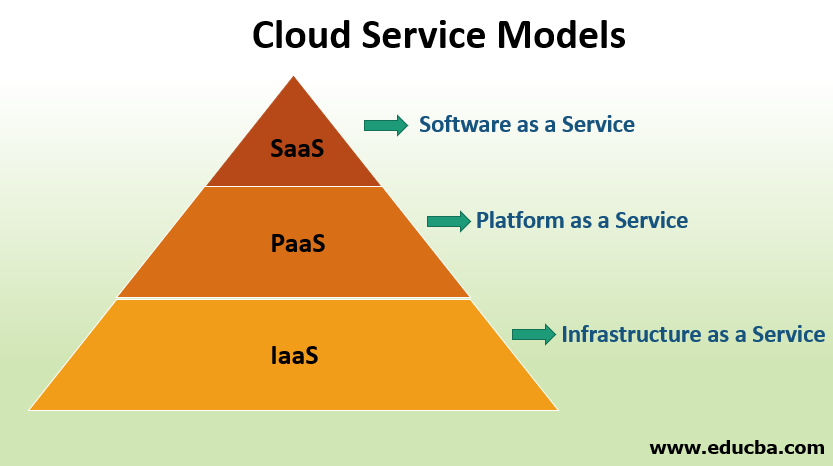 Cloud Service Models
SaaS
Software as a Service
PaaS
Platform as a Service
IaaS
Infrastructure as a Service
www.educba.com